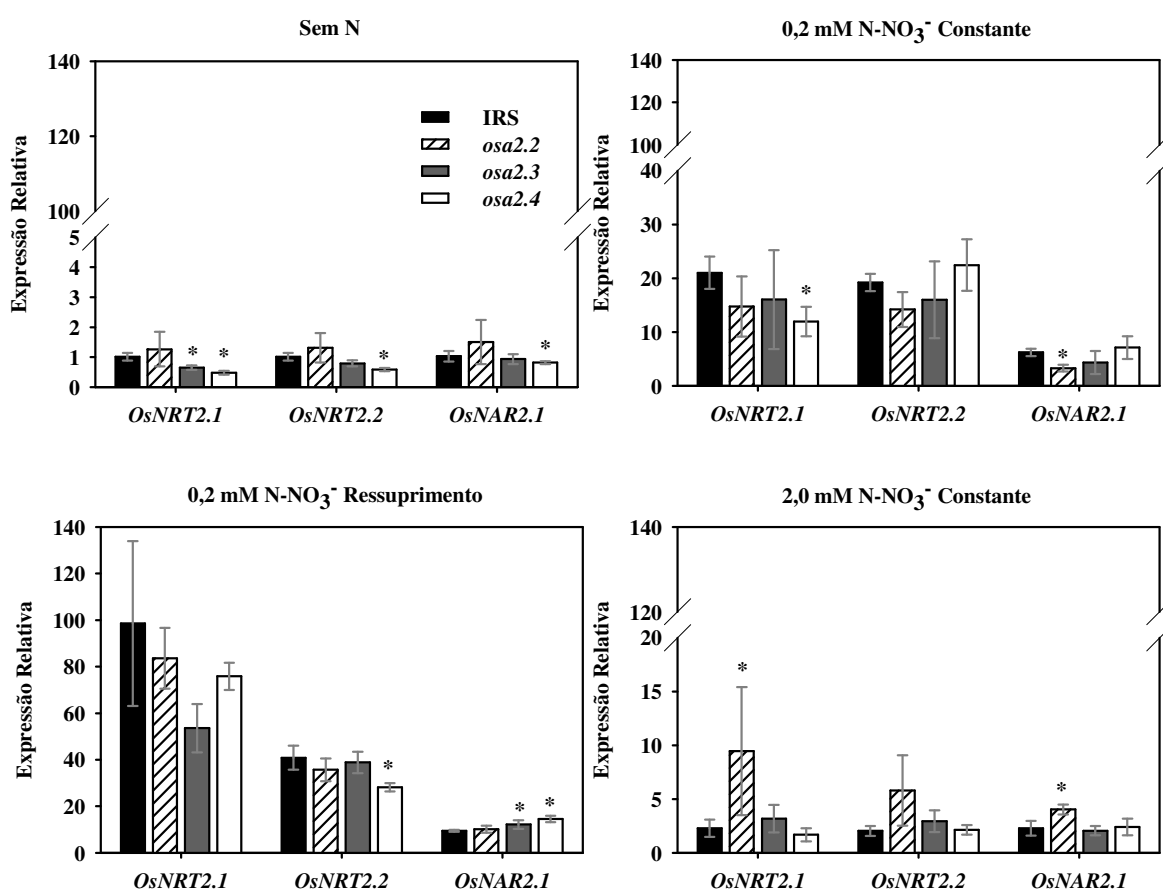 Sem N
Expressão Relativa
140
120
100
5
4
3
2
1
0
IRS
osa2.2
osa2.3
osa2.4
* * * *
OsNRT2.1 OsNRT2.2 OsNAR2.1
0,2 mM N-NO3- Constante
Expressão Relativa
140
120
100
40
30
20
10
0
* *
OsNRT2.1 OsNRT2.2 OsNAR2.1
0,2 mM N-NO3- Ressuprimento
Expressão Relativa
140
120
100
80
60
40
20
0
* * *
OsNRT2.1 OsNRT2.2 OsNAR2.1
2,0 mM N-NO3- Constante
Expressão Relativa
140
120
20
15
10
5
0
* *
OsNRT2.1 OsNRT2.2 OsNAR2.1